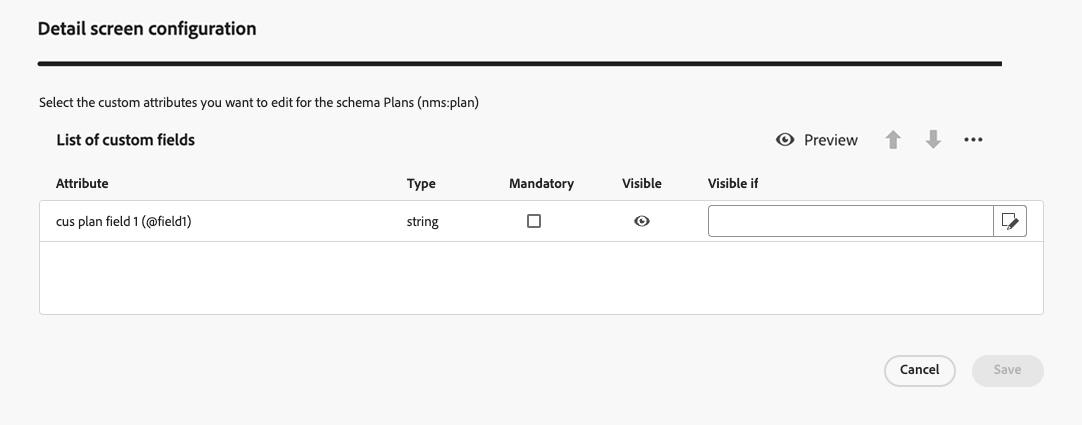 Detail screen configuration
Select the custom attributes you want to edit for the schema Plans (nms:plan)
List of custom fields
Preview
Attribute Type Mandatory Visible Visible if
cus plan field 1 (@field1) string
Cancel Save